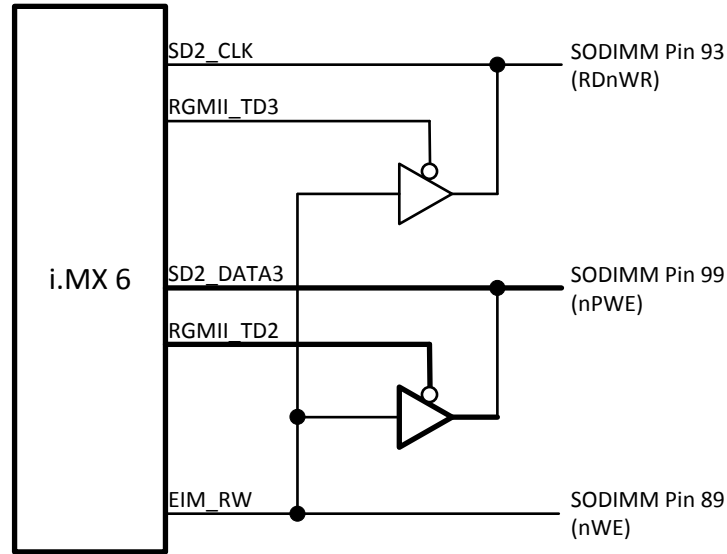 SD2_CLK
SODIMM Pin 93
(RDnWR)
RGMII_TD3
i.MX 6
SD2_DATA3
SODIMM Pin 99
(nPWE)
RGMII_TD2
EIM_RW
SODIMM Pin 89
(nWE)